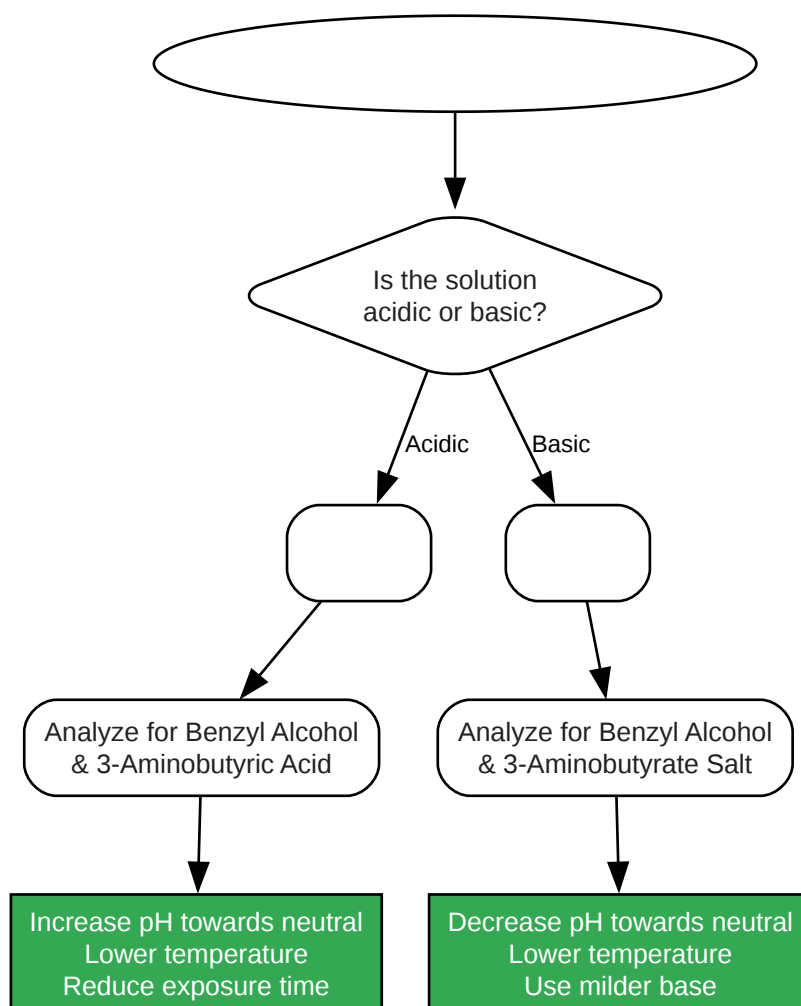 Is the solution
acidic or basic?
Acidic
Basic
Analyze for Benzyl Alcohol
& 3-Aminobutyric Acid
Analyze for Benzyl Alcohol
& 3-Aminobutyrate Salt
Increase pH towards neutral
Lower temperature
Reduce exposure time
Decrease pH towards neutral
Lower temperature
Use milder base